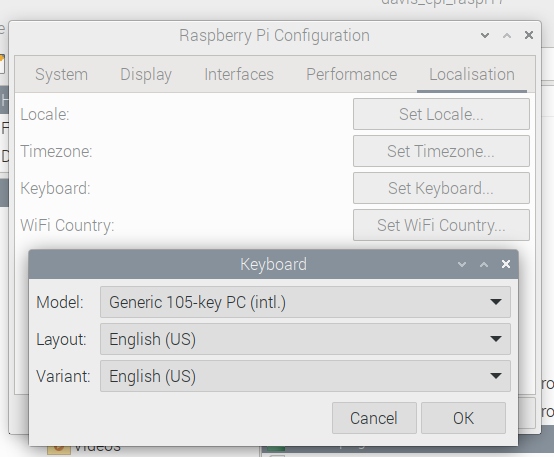 Raspberry Pi Configuration
System Display Interfaces Performance Localisation
Locale: Set Locale...
Timezone: Set Timezone...
Keyboard: Set Keyboard...
WiFi Country: Set WiFi Country...
Keyboard
Model: Generic 105-key PC (intl.)
Layout: English (US)
Variant: English (US)
Cancel OK
Videos